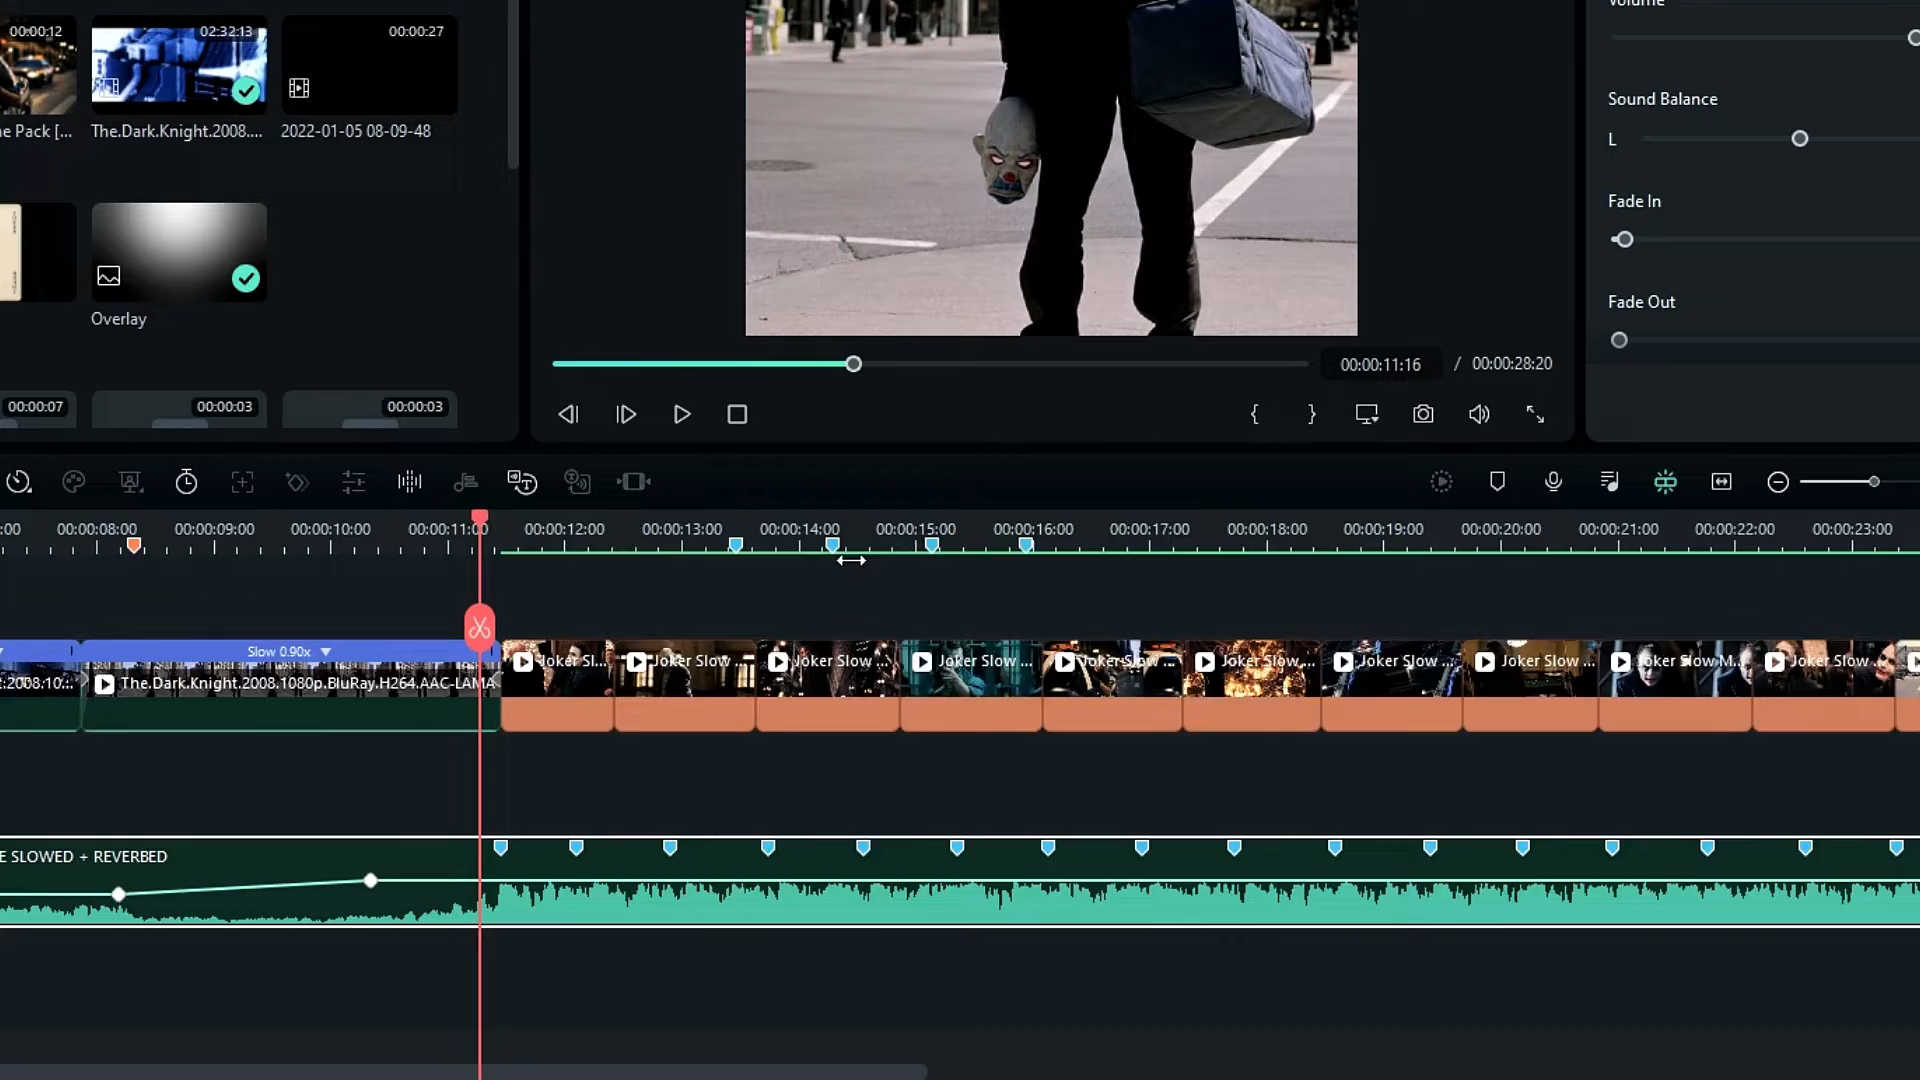 00:00:12
02:32:13
00:00:27
e Pack [...
The.Dark.Knight.2008....
2022-01-05 08-09-48
Overlay
00:00:07
00:00:03
00:00:03
00:00:11:16
/
00:00:28:20
{
}
Volume
Sound Balance
L
Fade In
Fade Out
:00
00:00:08:00
00:00:09:00
00:00:10:00
00:00:11:00
00:00:12:00
00:00:13:00
00:00:14:00
00:00:15:00
00:00:16:00
00:00:17:00
00:00:18:00
00:00:19:00
00:00:20:00
00:00:21:00
00:00:22:00
00:00:23:00
Slow 0.90x
The.Dark.Knight.2008.1080p.BluRay.H264.AAC-LAMA
Joker Sl...
Joker Slow ...
Joker Slow ...
Joker Slow ...
Joker Slow ...
Joker Slow ...
Joker Slow ...
Joker Slow ...
Joker Slow M...
Joker Slow ...
E SLOWED + REVERBED